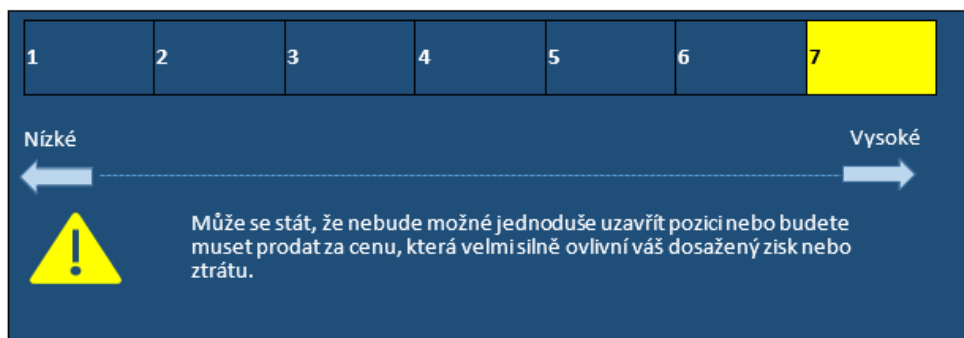 1 2 3 4 5 6 7
Nízké Vysoké
Může se stát, že nebude možné jednoduše uzavřít pozici nebo budete
muset prodat za cenu, která velmi silně ovlivní váš dosažený zisk nebo
ztrátu.